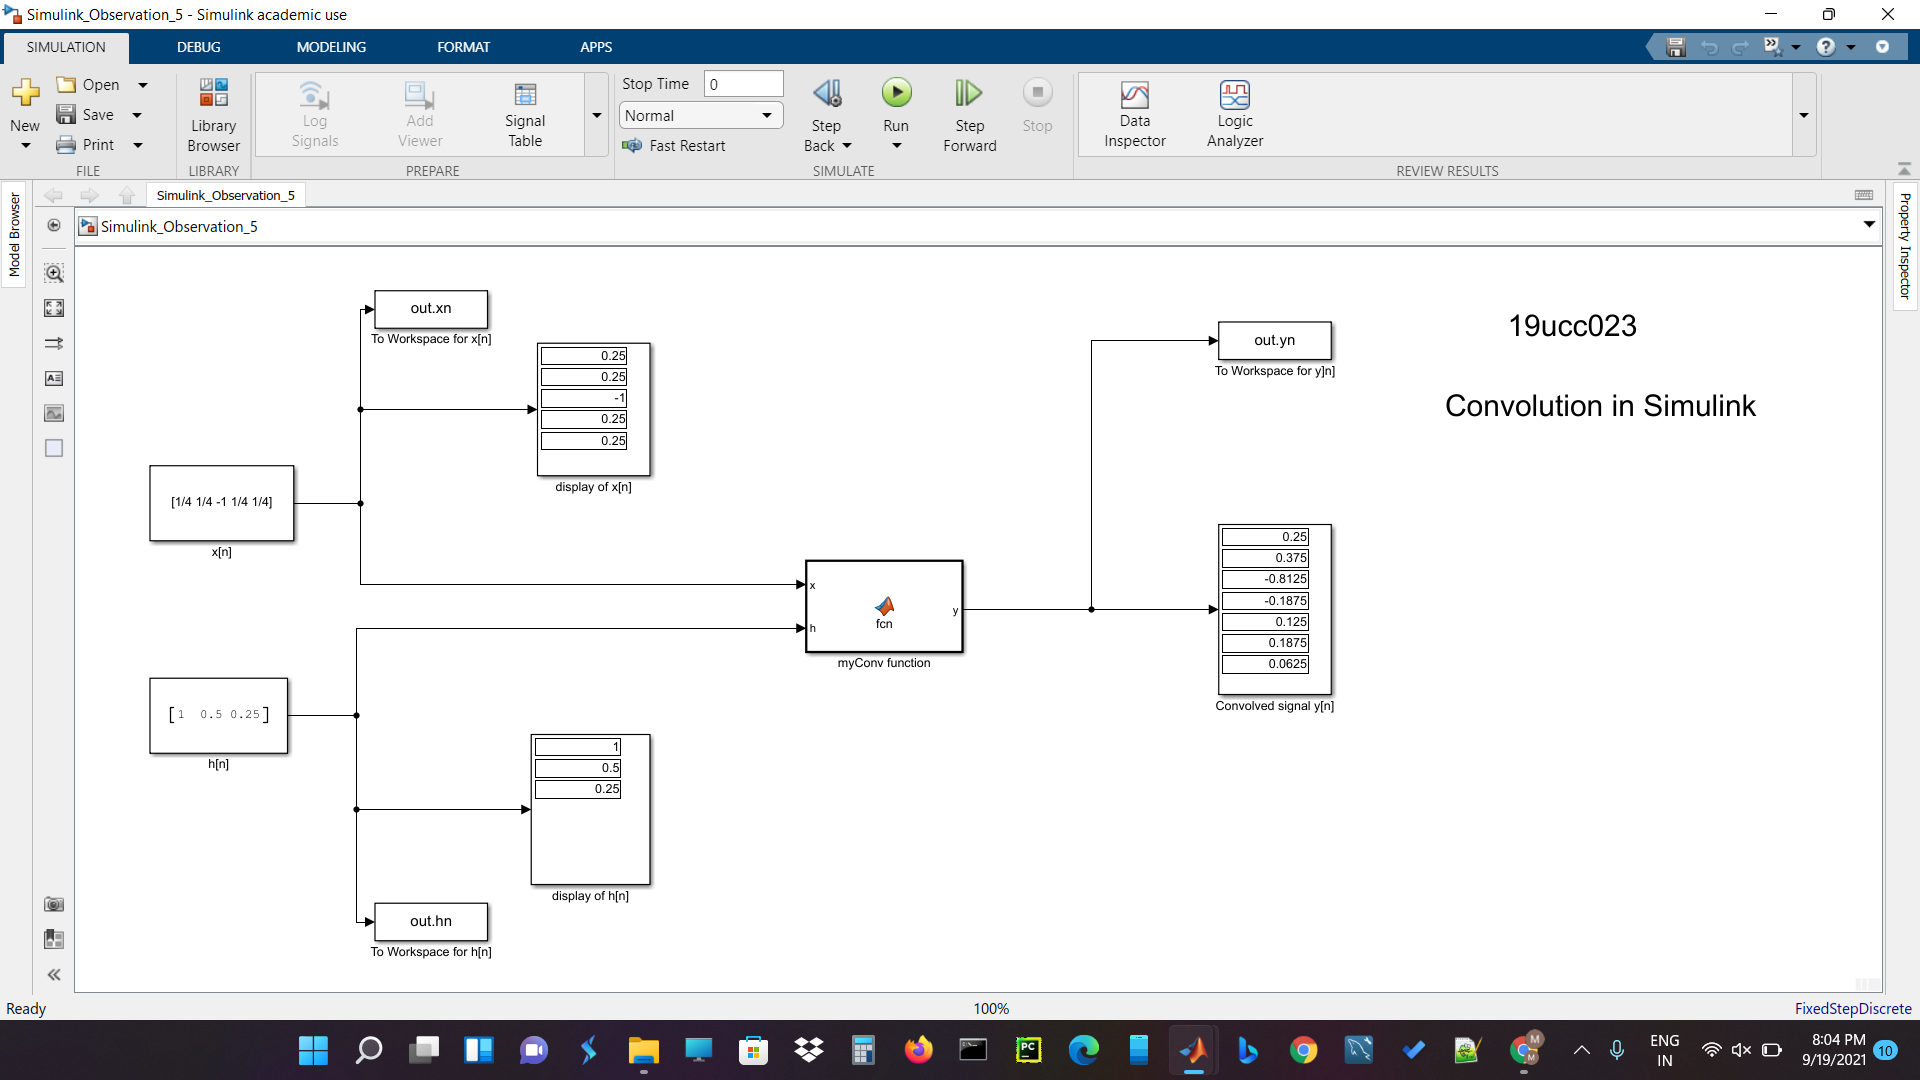 Simulink_Observation_5 - Simulink academic use
SIMULATION DEBUG MODELING FORMAT APPS
New
Open
Save
Print
FILE
Library Browser
LIBRARY
Log Signals
Add Viewer
Signal Table
PREPARE
Stop Time 0
Normal
Fast Restart
Step Back
Run
Step Forward
Stop
SIMULATE
Data Inspector
Logic Analyzer
REVIEW RESULTS
Model Browser
Property Inspector
Simulink_Observation_5
Simulink_Observation_5
out.xn
To Workspace for x[n]
0.25
0.25
-1
0.25
0.25
display of x[n]
[1/4 1/4 -1 1/4 1/4]
x[n]
x
h
y
fcn
myConv function
[1 0.5 0.25]
h[n]
1
0.5
0.25
display of h[n]
out.hn
To Workspace for h[n]
out.yn
To Workspace for y]n]
0.25
0.375
-0.8125
-0.1875
0.125
0.1875
0.0625
Convolved signal y[n]
19ucc023
Convolution in Simulink
Ready 100% FixedStepDiscrete
PC
M
M
ENG
IN
8:04 PM
9/19/2021
10